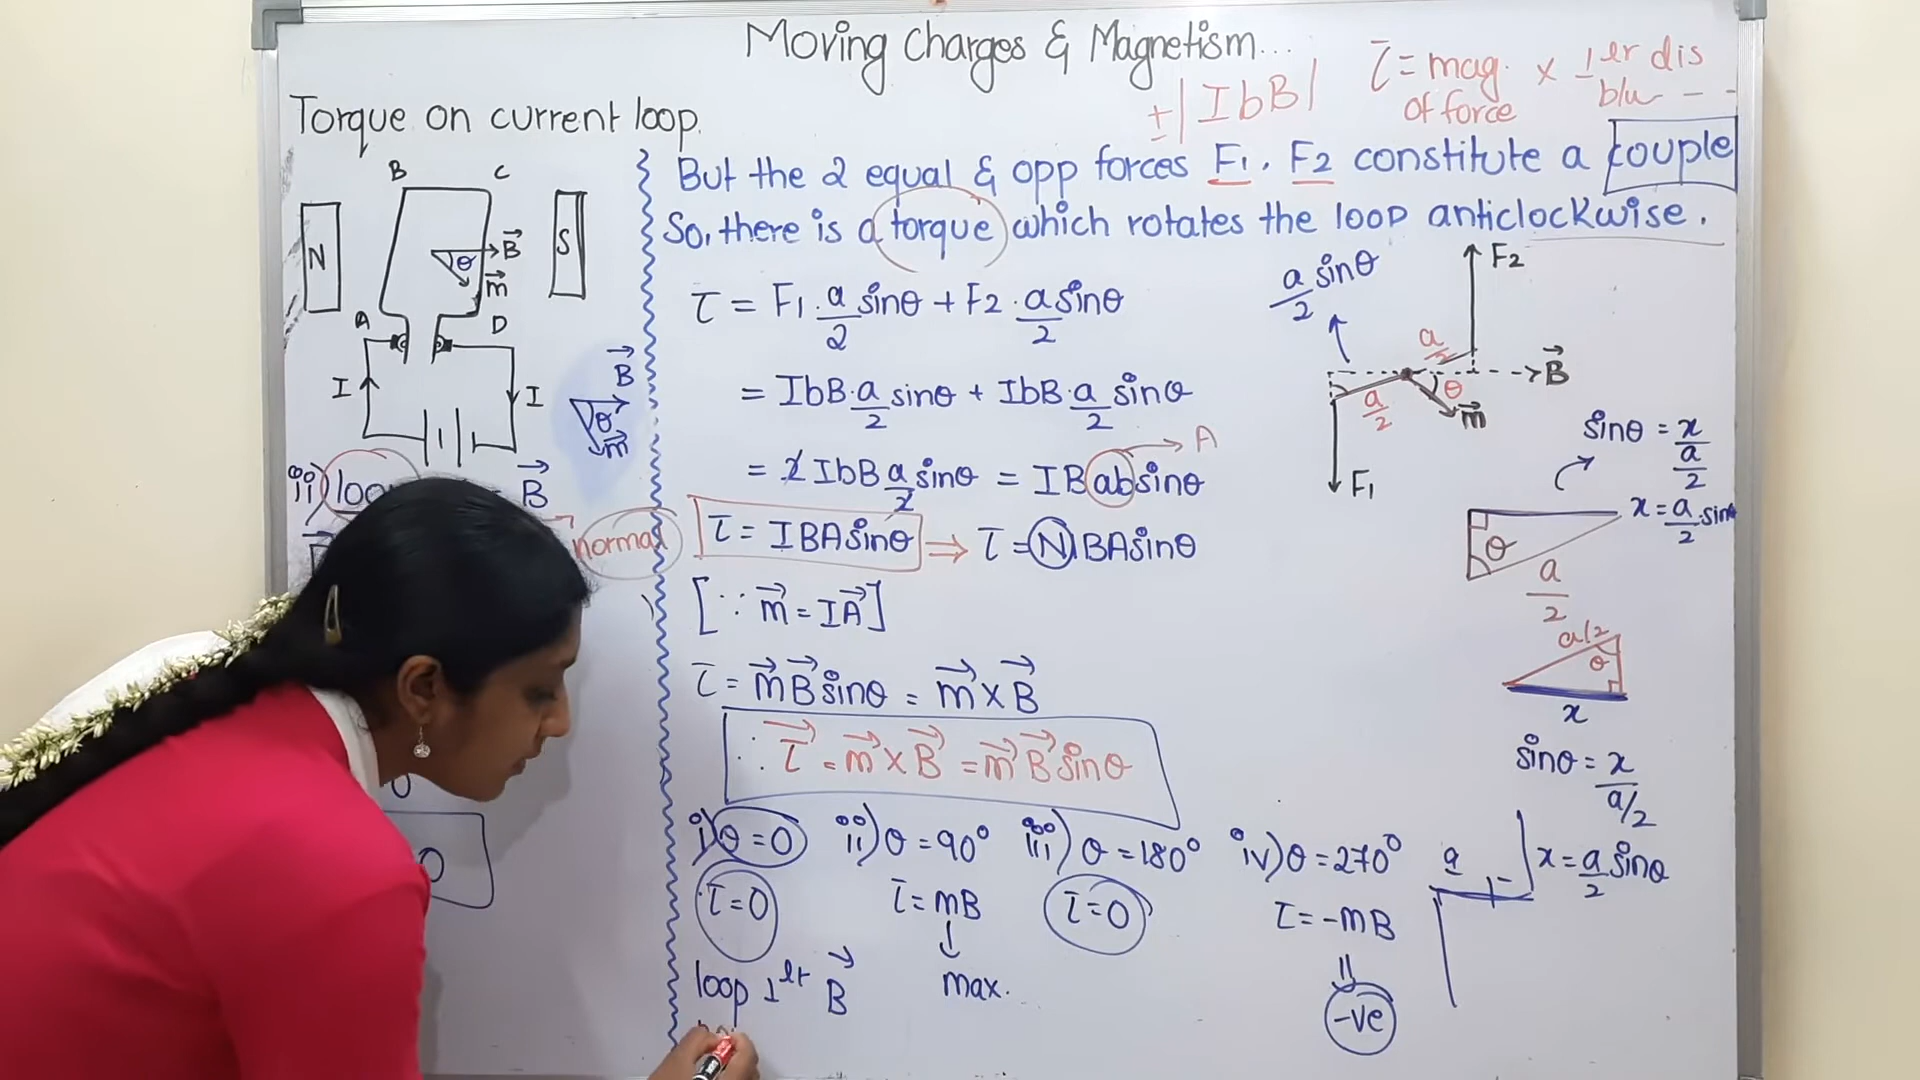 Moving Charges & Magnetism...
Torque on current loop.
B C
N S
θ B⃗
m⃗
A D
I I
B⃗
θ
m⃗
ii) loo B⃗
normal
0
0
± |IbB| τ = mag. of force × ⊥er dis
b/w - -
But the 2 equal & opp forces F1, F2 constitute a couple
So, there is a torque which rotates the loop anticlockwise.
τ = F1 · a/2 sinθ + F2 · a/2 sinθ
= IbB · a/2 sinθ + IbB · a/2 sinθ
= 2 IbB a/2 sinθ = IB ab sinθ → A
τ = IBA sinθ ⇒ τ = NIBA sinθ
[∵ m⃗ = IA⃗]
τ = m⃗ B⃗ sinθ = m⃗ × B⃗
∴ τ⃗ = m⃗ × B⃗ = m⃗ B⃗ sinθ
i) θ = 0 ii) θ = 90° iii) θ = 180° iv) θ = 270°
τ = 0 τ = mB τ = 0 τ = -mB
↓ max. -ve
loop ⊥er B⃗
a/2 sinθ F2
a/2 → B⃗
a/2 θ m⃗
F1
sinθ = x / a/2
x = a/2 · sinθ
θ
a/2
a/2
θ
x
sinθ = x / a/2
x = a/2 sinθ
a